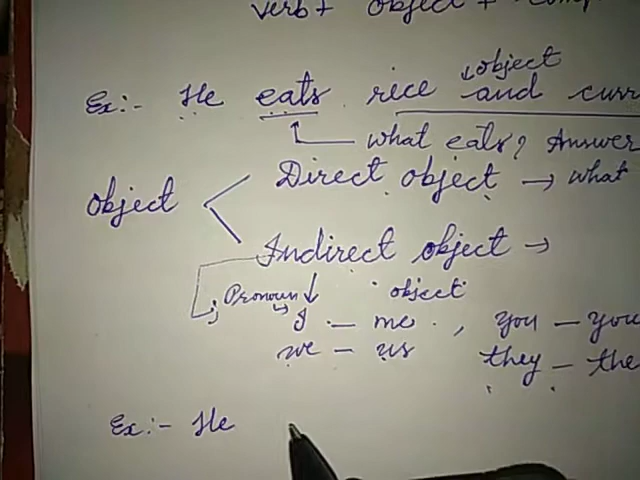 verb + object +
Ex:- He eats rice and curr
object
What eats? Answer
object
Direct object → what
Indirect object →
Pronoun object
I - me , you - you
we - us they - the
Ex:- He